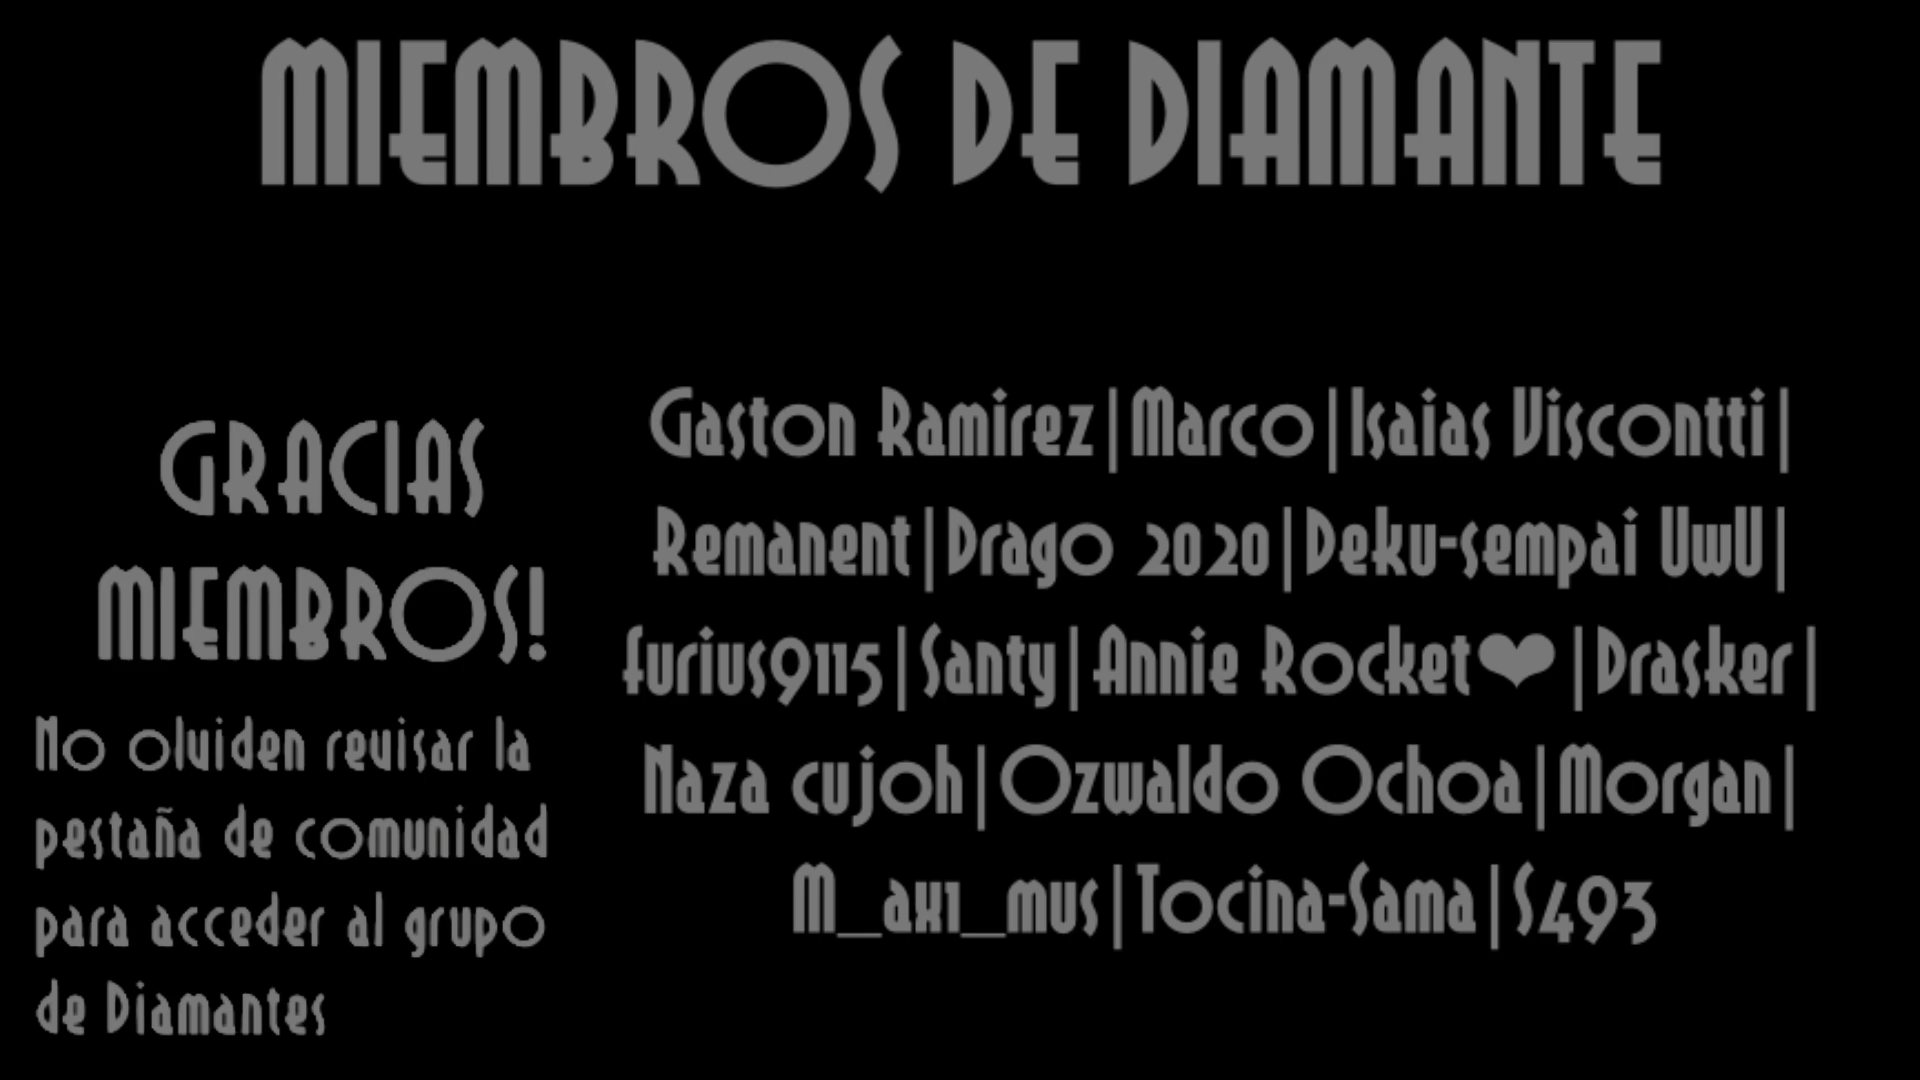 MIEMBROS DE DIAMANTE
GRACIAS
MIEMBROS!
No olviden revisar la
pestaña de comunidad
para acceder al grupo
de Diamantes
Gaston Ramirez|Marco|Isaias Viscontti|
Remanent|Drago 2020|Deku-sempai UwU|
furius9115|Santy|Annie Rocket❤|Drasker|
Naza cujoh|Ozwaldo Ochoa|Morgan|
M_ax1_mus|Tocina-Sama|S493